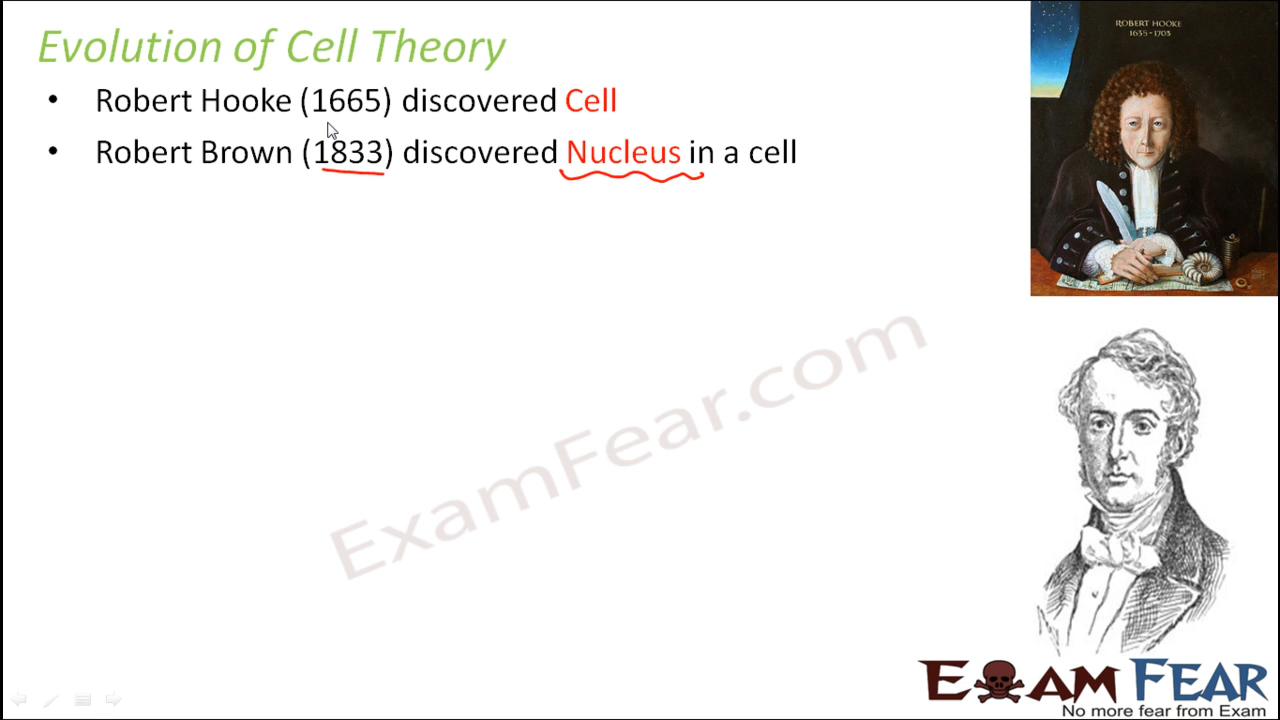 Evolution of Cell Theory
• Robert Hooke (1665) discovered Cell
• Robert Brown (1833) discovered Nucleus in a cell
ROBERT HOOKE
1635-1703
ExamFear.com
EXAM FEAR
No more fear from Exam